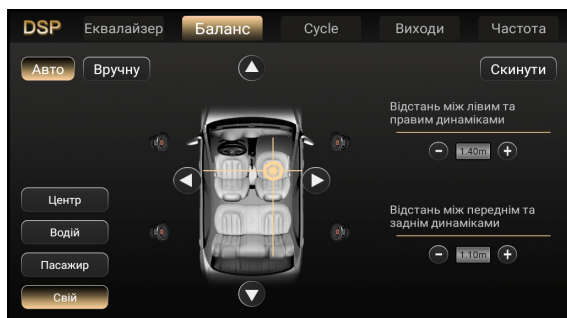 DSP Еквалайзер Баланс Cycle Виходи Частота
Авто Вручну Скинути
Відстань між лівим та
правим динаміками
- 1.40m +
Центр
Водій
Пасажир
Свій
Відстань між переднім та
заднім динаміками
- 1.10m +